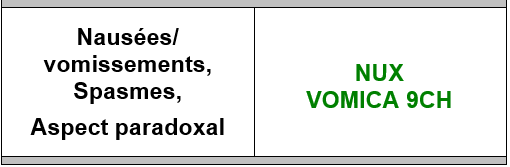 Nausées/
vomissements,
Spasmes,
Aspect paradoxal
NUX
VOMICA 9CH